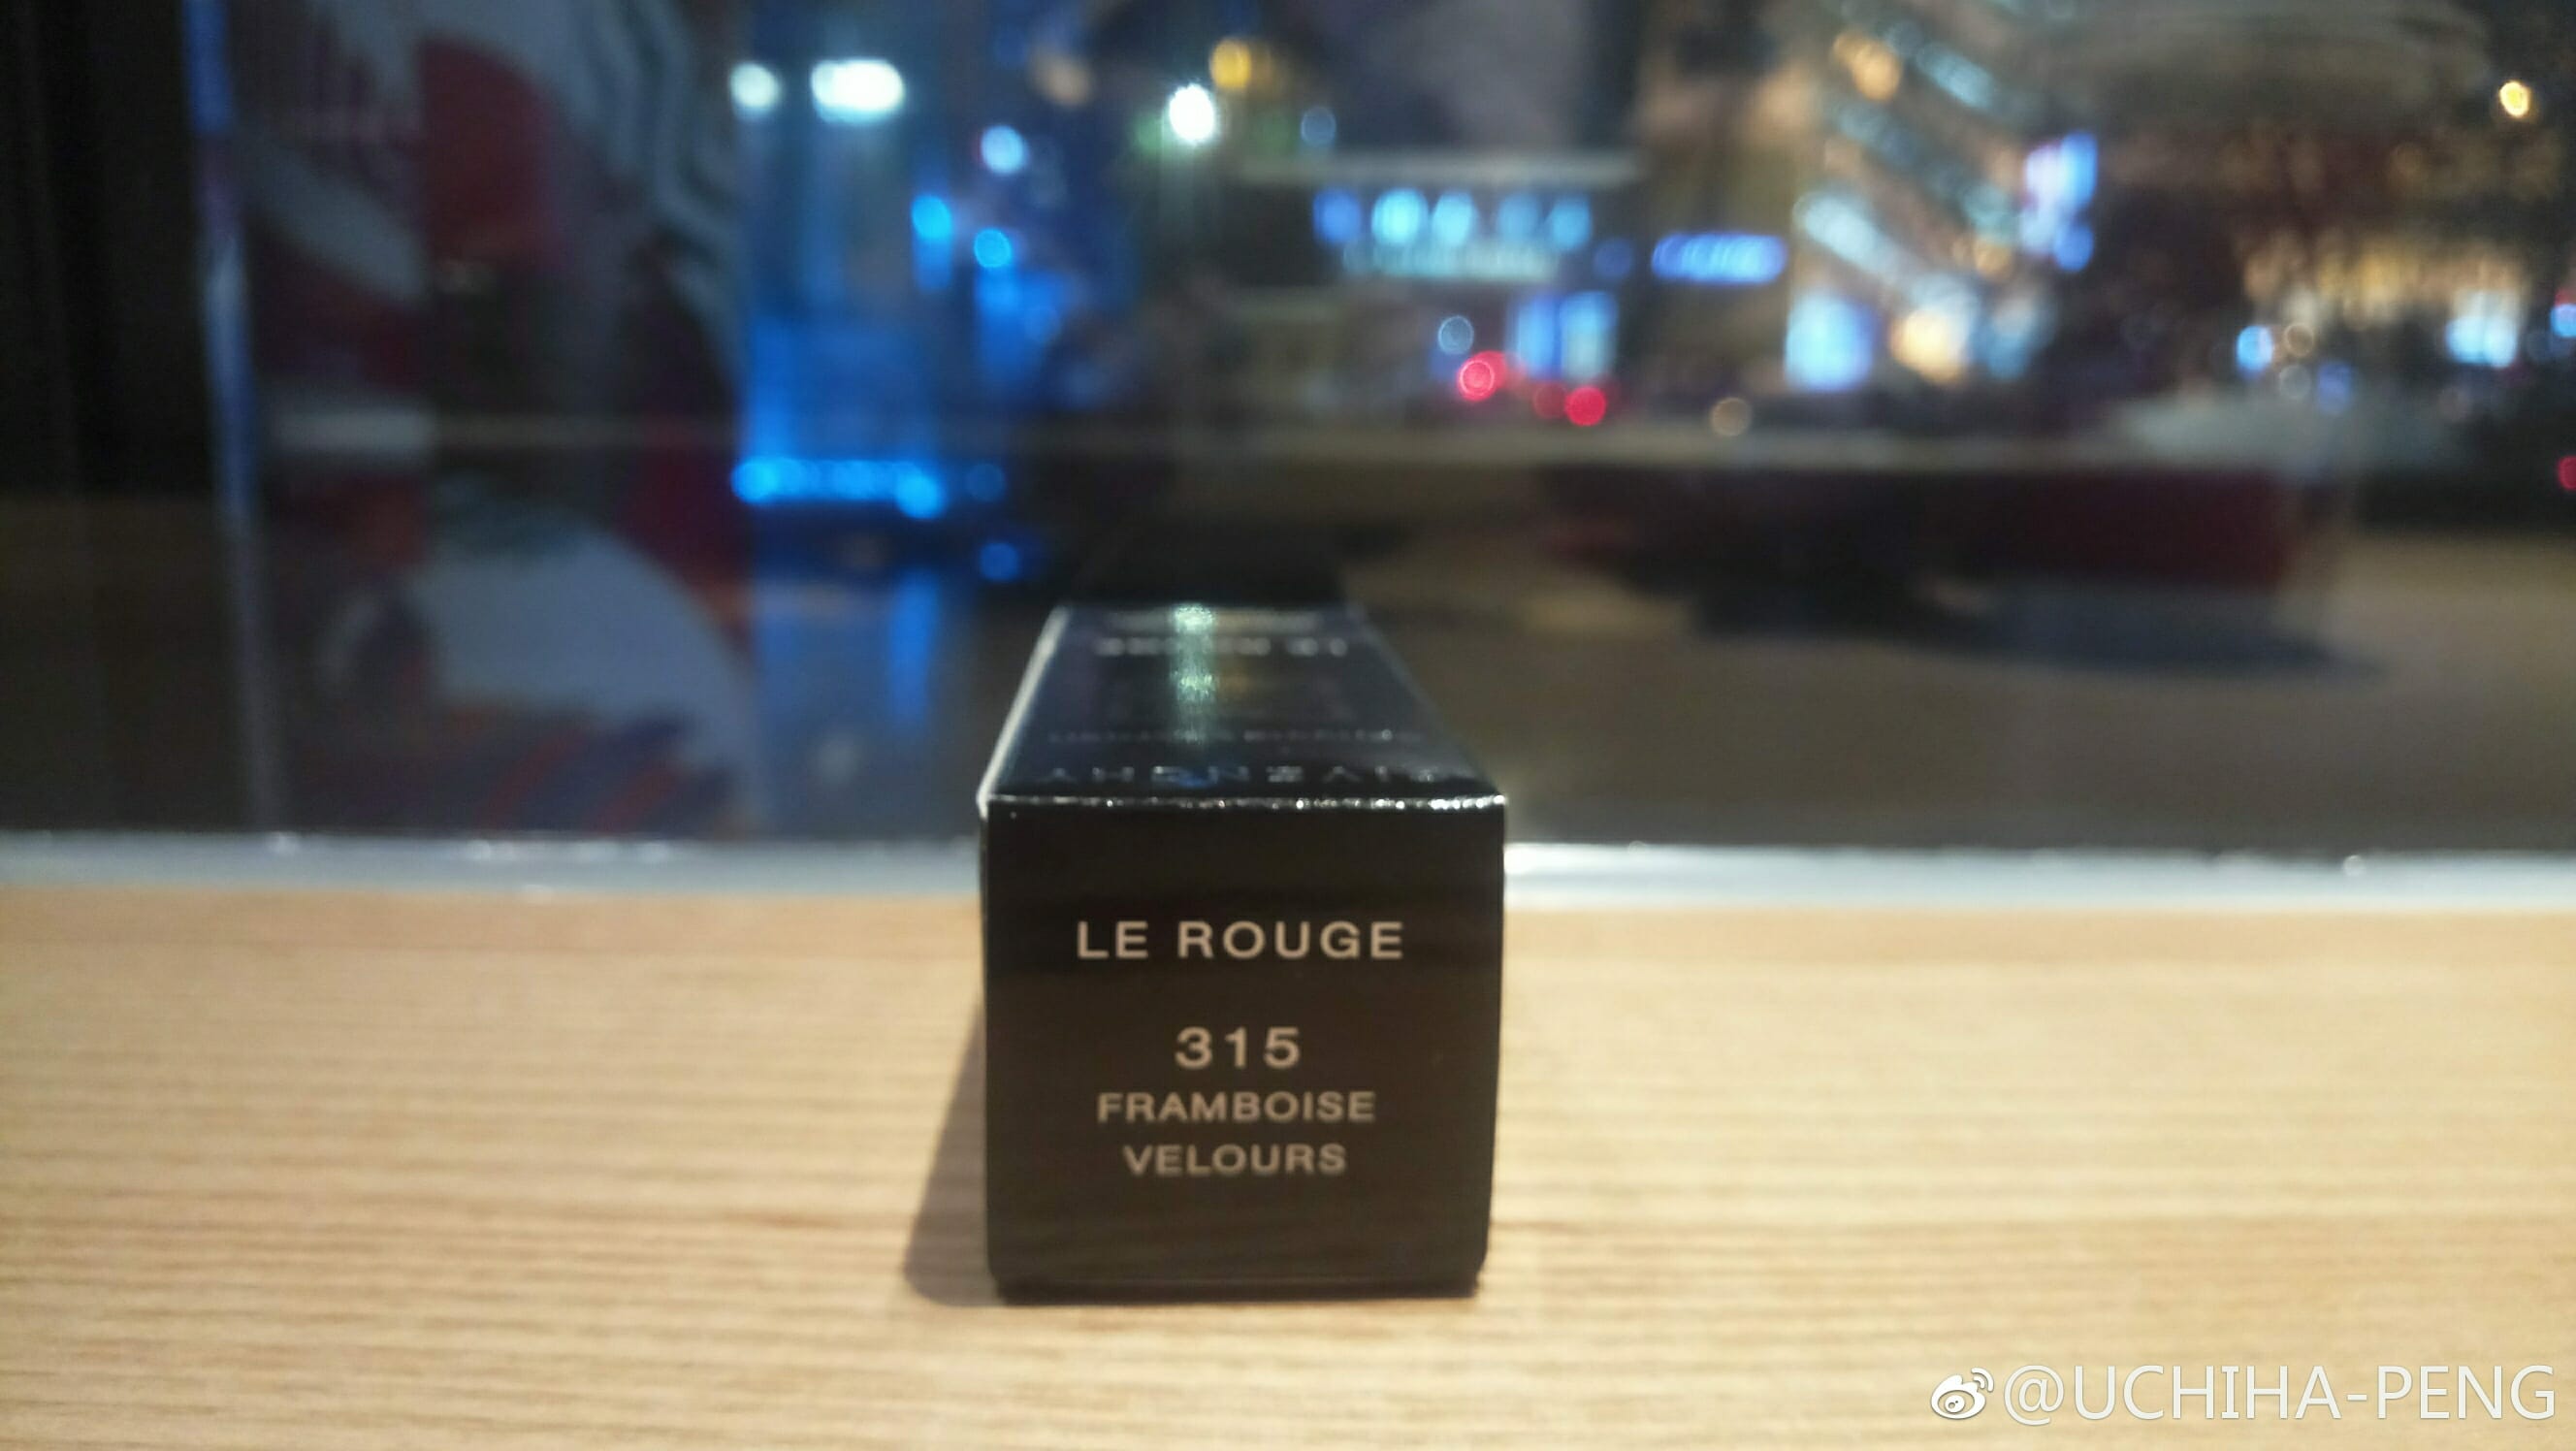 LE ROUGE
315
FRAMBOISE
VELOURS
@UCHIHA-PENG